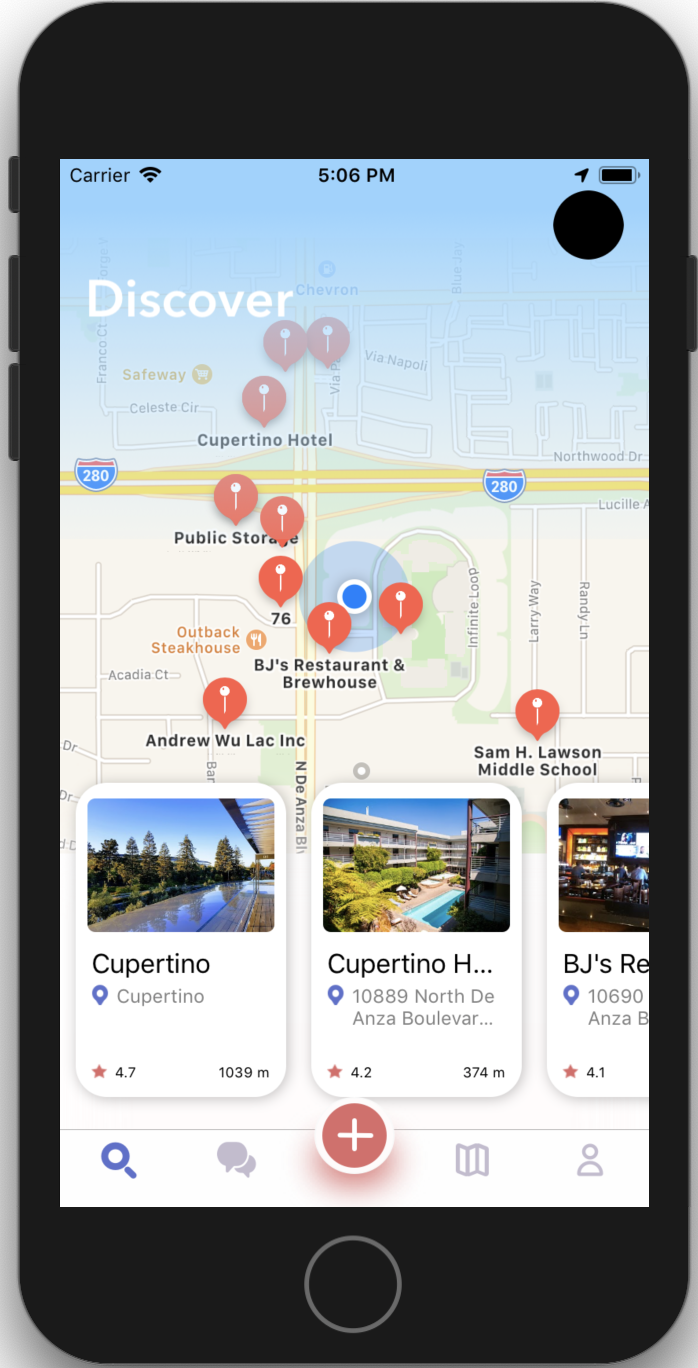 Carrier
5:06 PM
Discover
Chevron
Blue Jay
Franco Ct
Via Napoli
Safeway
Celeste Cir
Cupertino Hotel
Northwood Dr
280
280
Lucille A
Public Storage
76
Infinite Loop
Larry Way
Randy Ln
Outback
Steakhouse
BJ's Restaurant &
Brewhouse
Acadia Ct
Andrew Wu Lac Inc
Sam H. Lawson
Middle School
Dr
Bar
N De Anza Bl
Dr
Cupertino
Cupertino
4.7
1039 m
Cupertino H...
10889 North De
Anza Boulevar...
4.2
374 m
BJ's Re
10690
Anza B
4.1